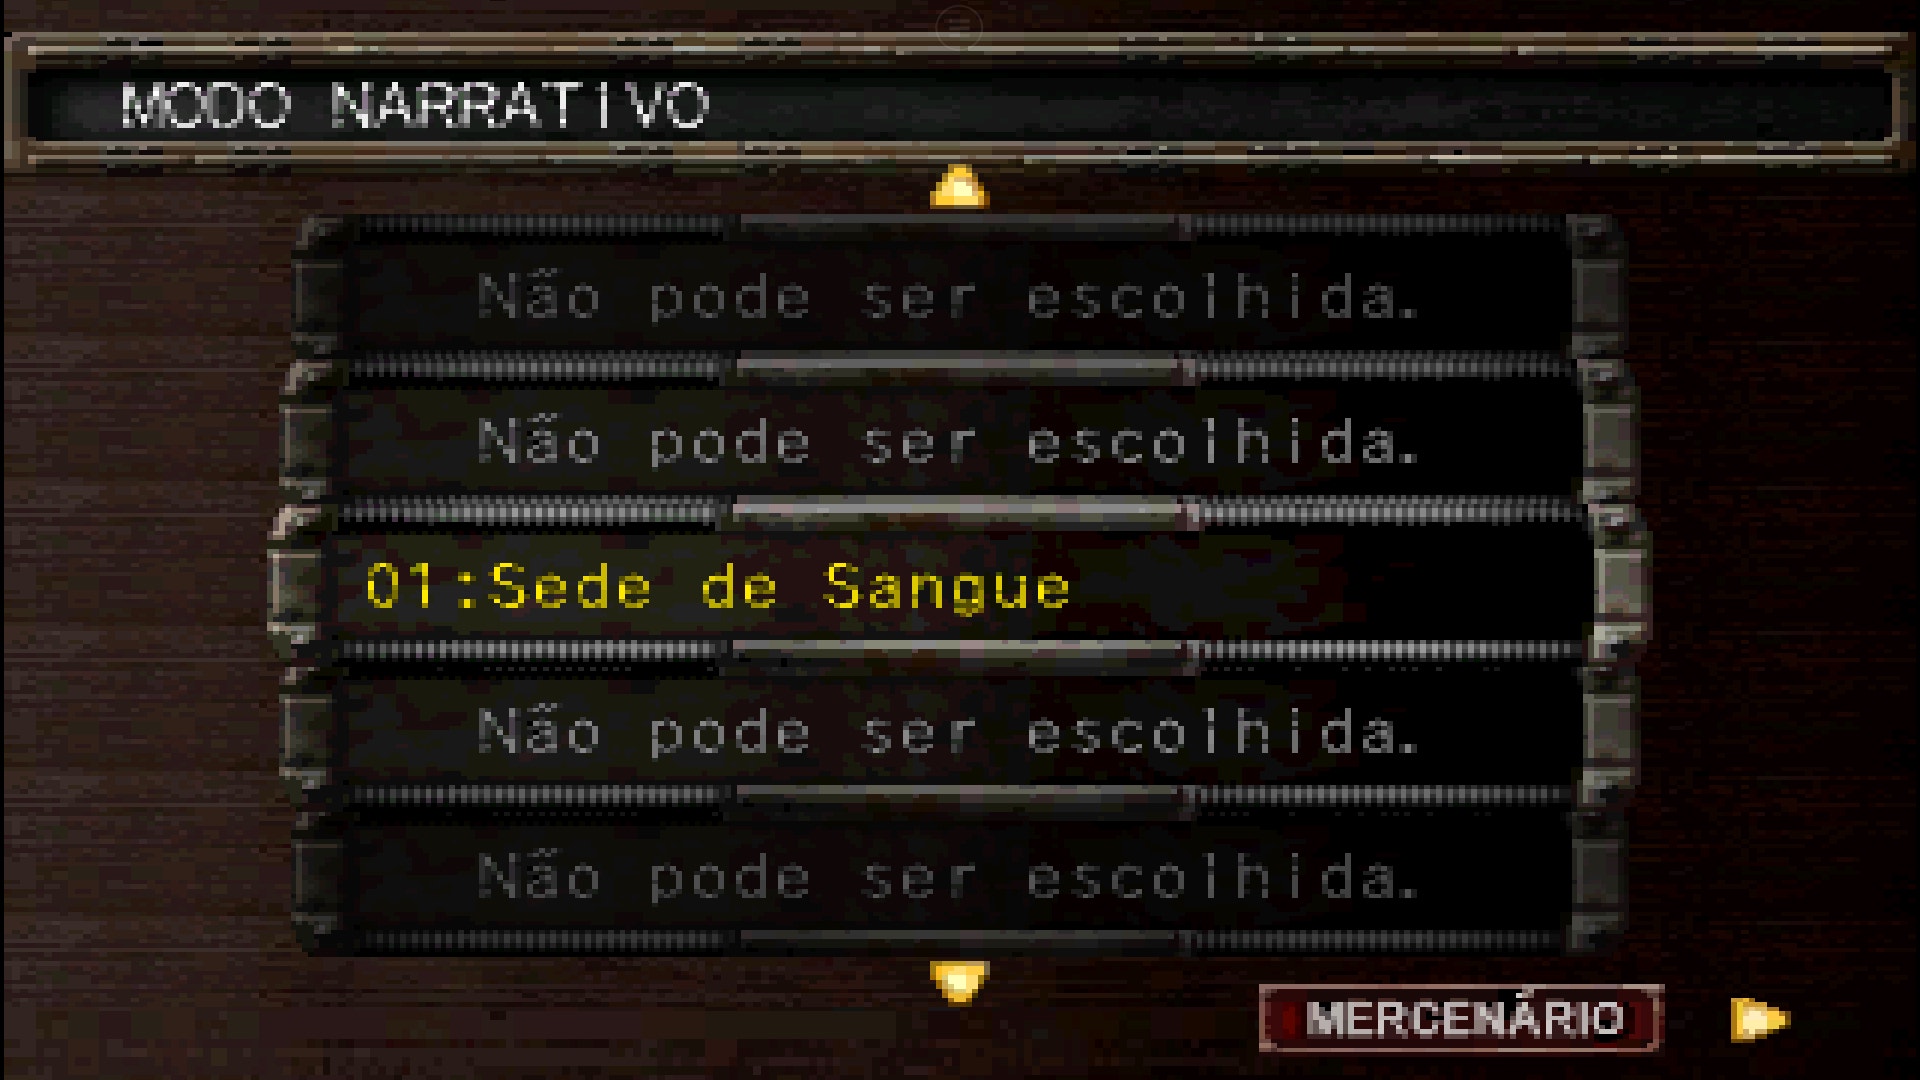 MODO NARRATiVO
Não pode ser escolhida.
Não pode ser escolhida.
01:Sede de Sangue
Não pode ser escolhida.
Não pode ser escolhida.
MERCENÁRIO